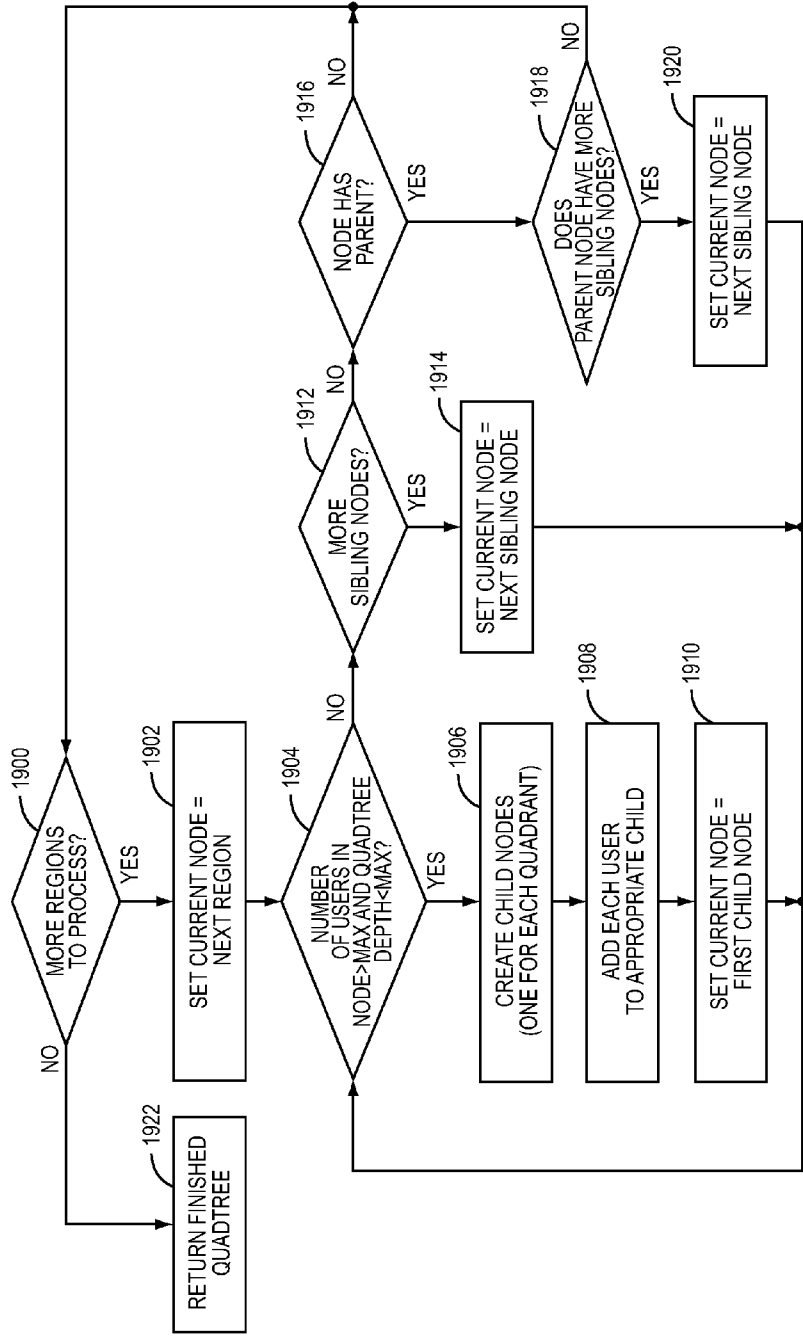 1900
MORE REGIONS
TO PROCESS?
NO
YES
1922
RETURN FINISHED
QUADTREE
1902
SET CURRENT NODE =
NEXT REGION
1904
NUMBER
OF USERS IN
NODE>MAX AND QUADTREE
DEPTH<MAX?
NO
YES
1906
CREATE CHILD NODES
(ONE FOR EACH QUADRANT)
1908
ADD EACH USER
TO APPROPRIATE CHILD
1910
SET CURRENT NODE =
FIRST CHILD NODE
1912
MORE
SIBLING NODES?
NO
YES
1914
SET CURRENT NODE =
NEXT SIBLING NODE
1916
NODE HAS
PARENT?
NO
YES
1918
DOES
PARENT NODE HAVE MORE
SIBLING NODES?
NO
YES
1920
SET CURRENT NODE =
NEXT SIBLING NODE